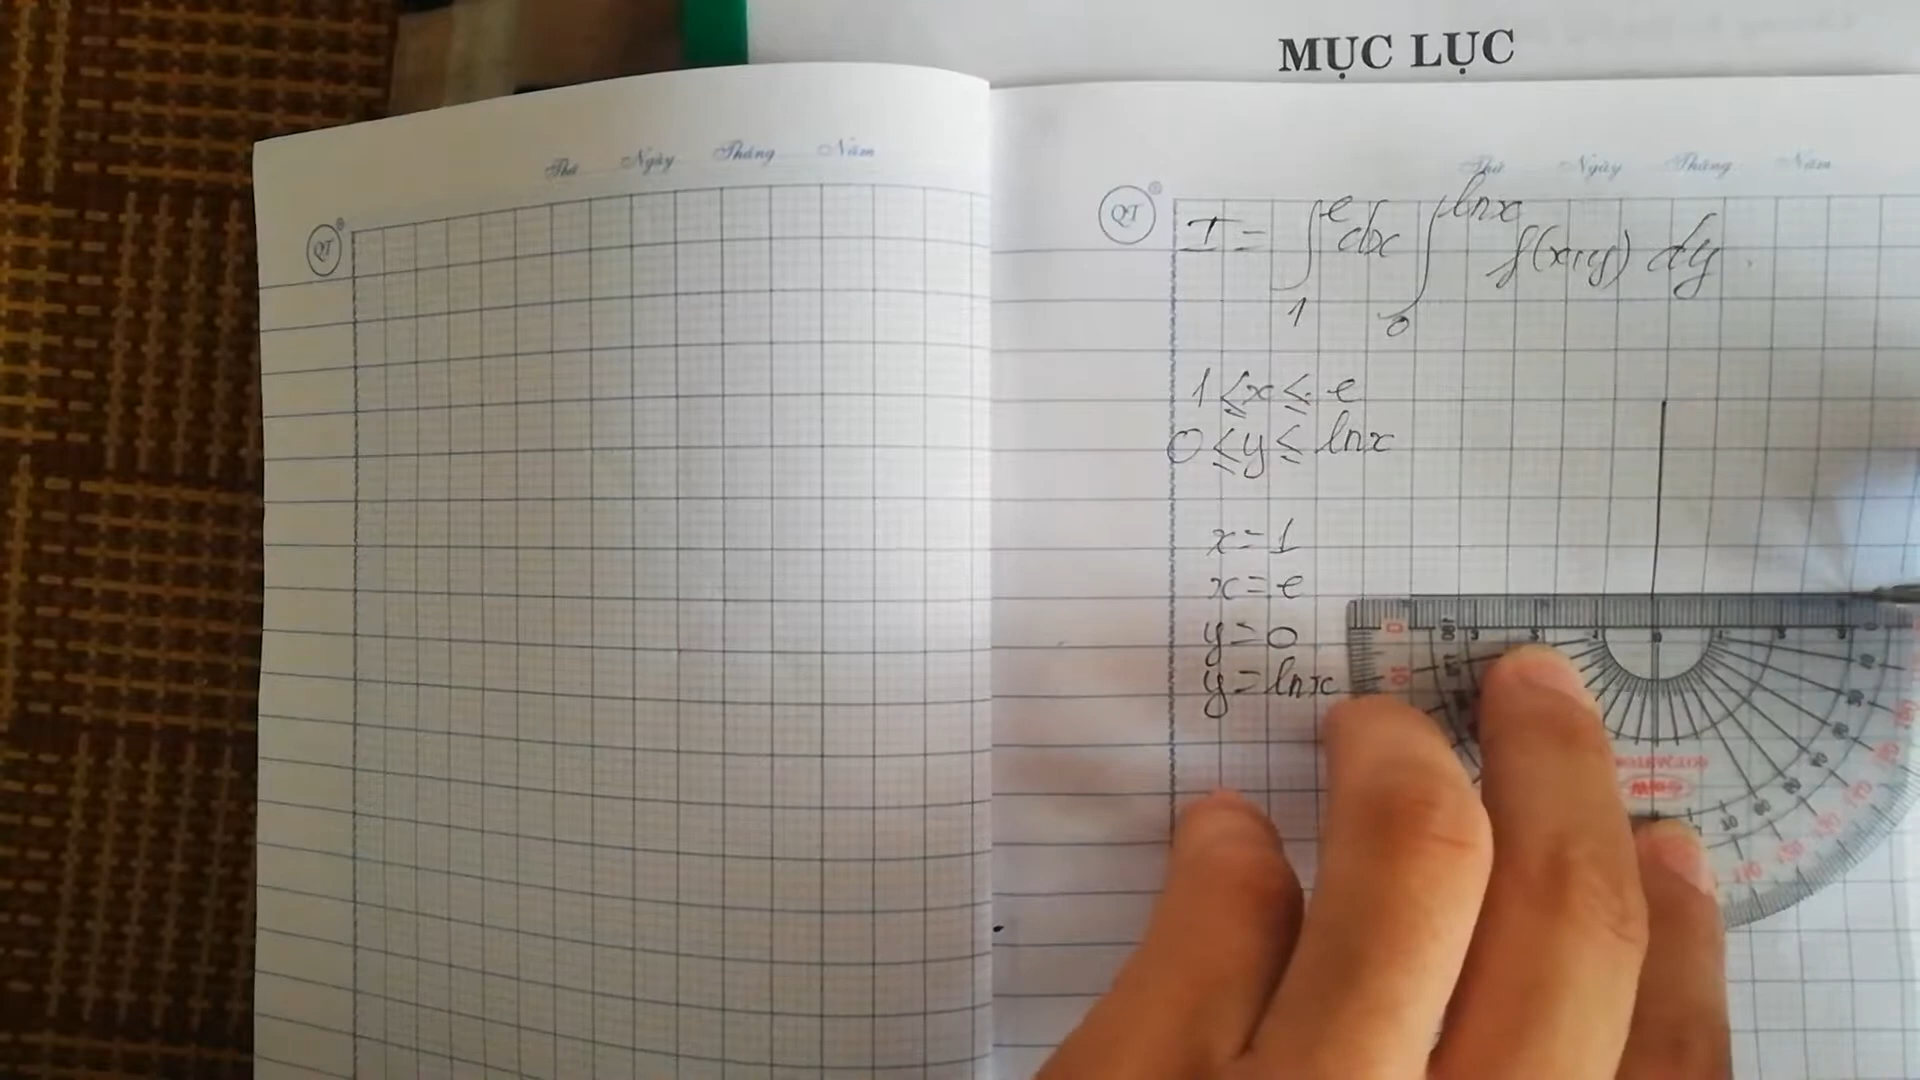 MỤC LỤC
Thứ Ngày Tháng Năm
QT
Thứ Ngày Tháng Năm
QT
I = ∫₁ᵉ dx ∫₀^{lnx} f(x,y) dy.
1 ≤ x ≤ e
0 ≤ y ≤ lnx
x = 1
x = e
y = 0
y = lnx